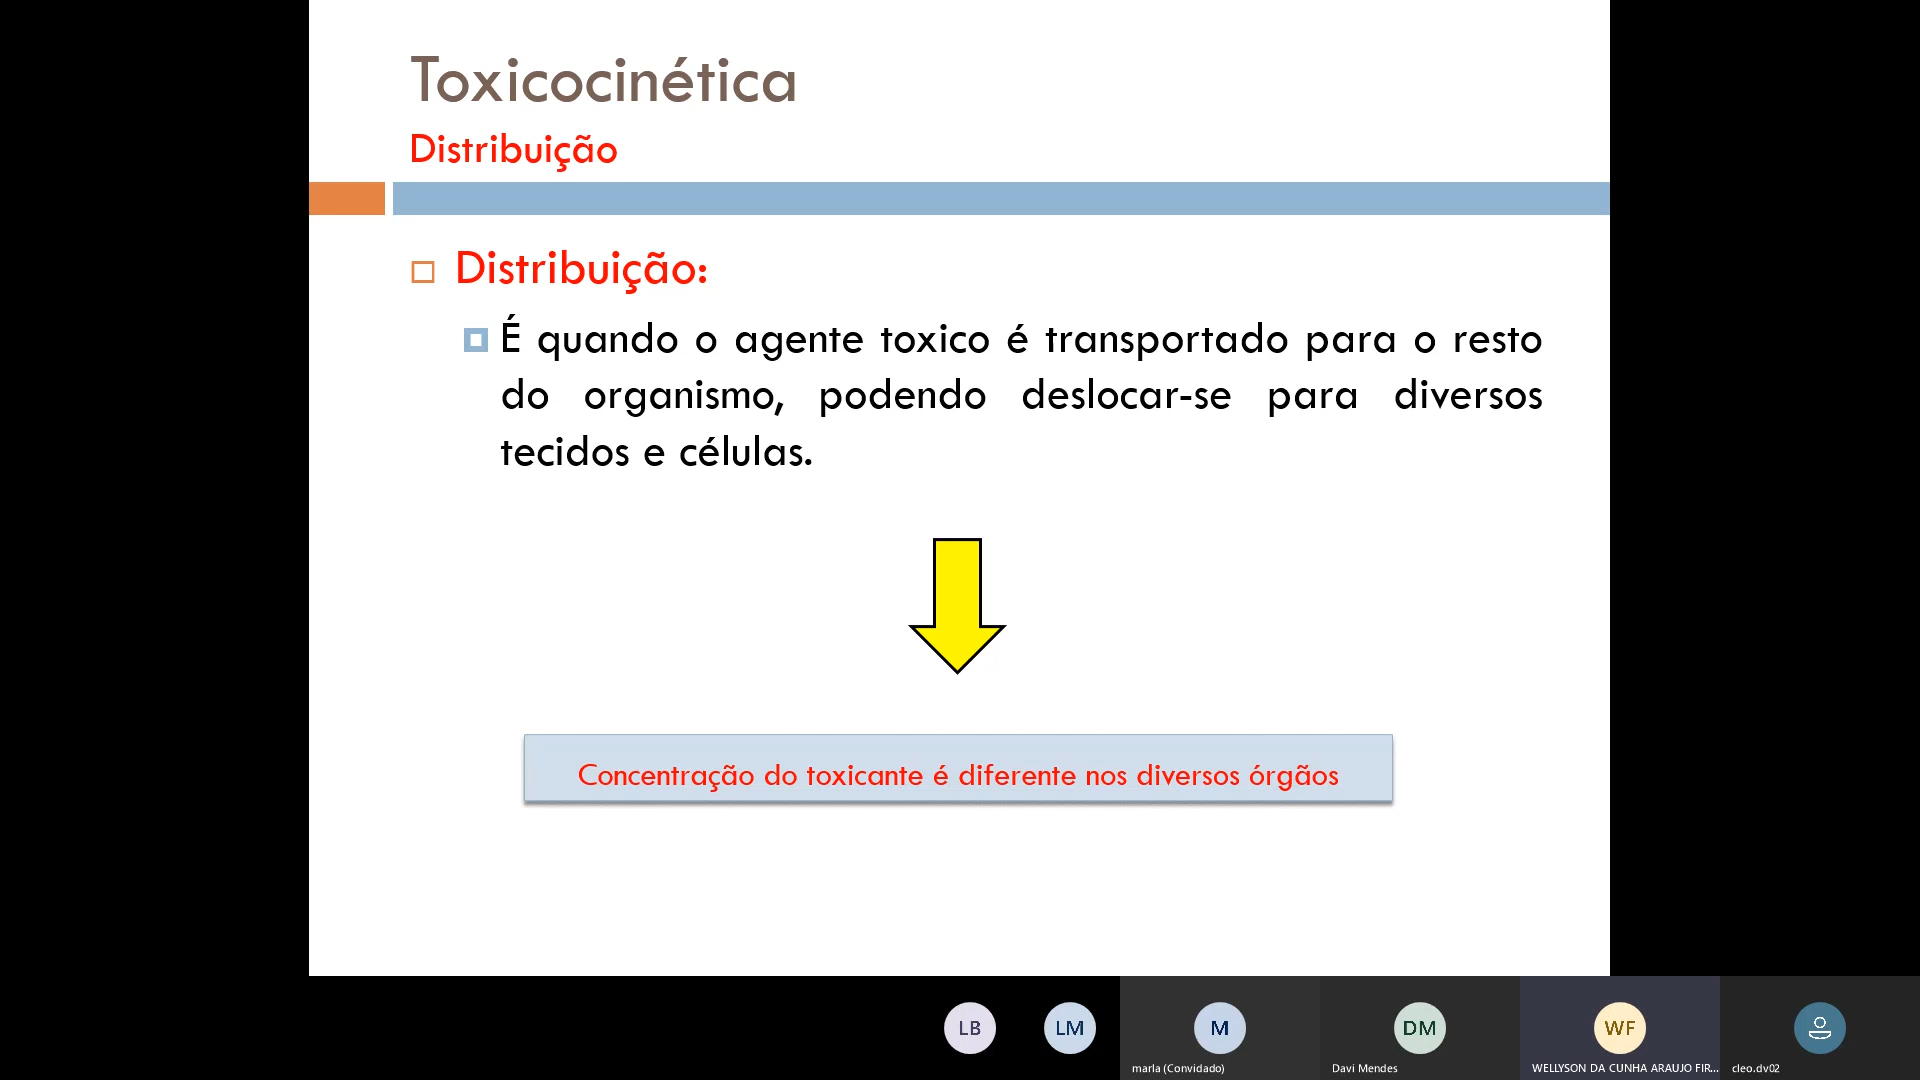 Toxicocinética
Distribuição
Distribuição:
É quando o agente toxico é transportado para o resto
do organismo, podendo deslocar-se para diversos
tecidos e células.
Concentração do toxicante é diferente nos diversos órgãos
LB
LM
M
DM
WF
marla (Convidado)
Davi Mendes
WELLYSON DA CUNHA ARAUJO FIR...
cleo.dv02